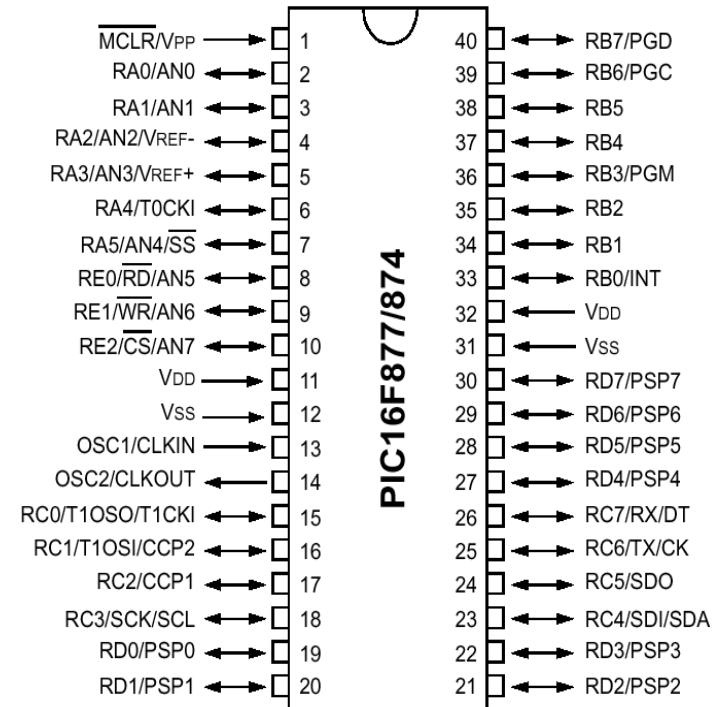 MCLR/VPP 1 40 RB7/PGD
RA0/AN0 2 39 RB6/PGC
RA1/AN1 3 38 RB5
RA2/AN2/VREF- 4 37 RB4
RA3/AN3/VREF+ 5 36 RB3/PGM
RA4/T0CKI 6 35 RB2
RA5/AN4/SS 7 34 RB1
RE0/RD/AN5 8 33 RB0/INT
RE1/WR/AN6 9 32 VDD
RE2/CS/AN7 10 31 VSS
VDD 11 30 RD7/PSP7
VSS 12 29 RD6/PSP6
OSC1/CLKIN 13 28 RD5/PSP5
OSC2/CLKOUT 14 27 RD4/PSP4
RC0/T1OSO/T1CKI 15 26 RC7/RX/DT
RC1/T1OSI/CCP2 16 25 RC6/TX/CK
RC2/CCP1 17 24 RC5/SDO
RC3/SCK/SCL 18 23 RC4/SDI/SDA
RD0/PSP0 19 22 RD3/PSP3
RD1/PSP1 20 21 RD2/PSP2
PIC16F877/874